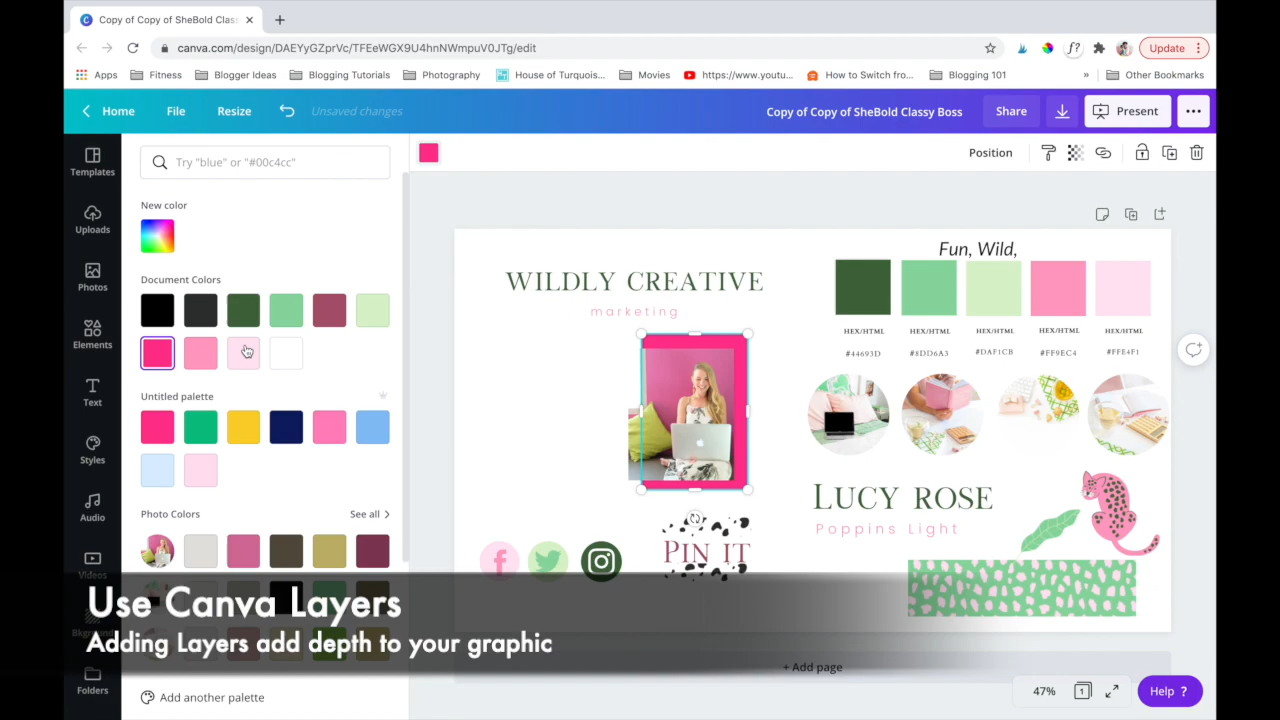 Copy of Copy of SheBold Clas
canva.com/design/DAEYyGZprVc/TFEeWGX9U4hnNWmpuV0JTg/edit
Update
Apps
Fitness
Blogger Ideas
Blogging Tutorials
Photography
House of Turquois...
Movies
https://www.youtu...
How to Switch fro...
Blogging 101
»
Other Bookmarks
Home
File
Resize
Unsaved changes
Copy of Copy of SheBold Classy Boss
Share
Present
Templates
Uploads
Photos
Elements
Text
Styles
Audio
Videos
Folders
Try "blue" or "#00c4cc"
New color
Document Colors
Untitled palette
Photo Colors
See all
Add another palette
Position
WILDLY CREATIVE
marketing
Fun, Wild,
HEX/HTML HEX/HTML HEX/HTML HEX/HTML HEX/HTML
#44693D #8DD6A3 #DAF1CB #FF9EC4 #FFE4F1
LUCY ROSE
Poppins Light
PIN IT
Use Canva Layers
Adding Layers add depth to your graphic
+ Add page
47%
1
Help ?